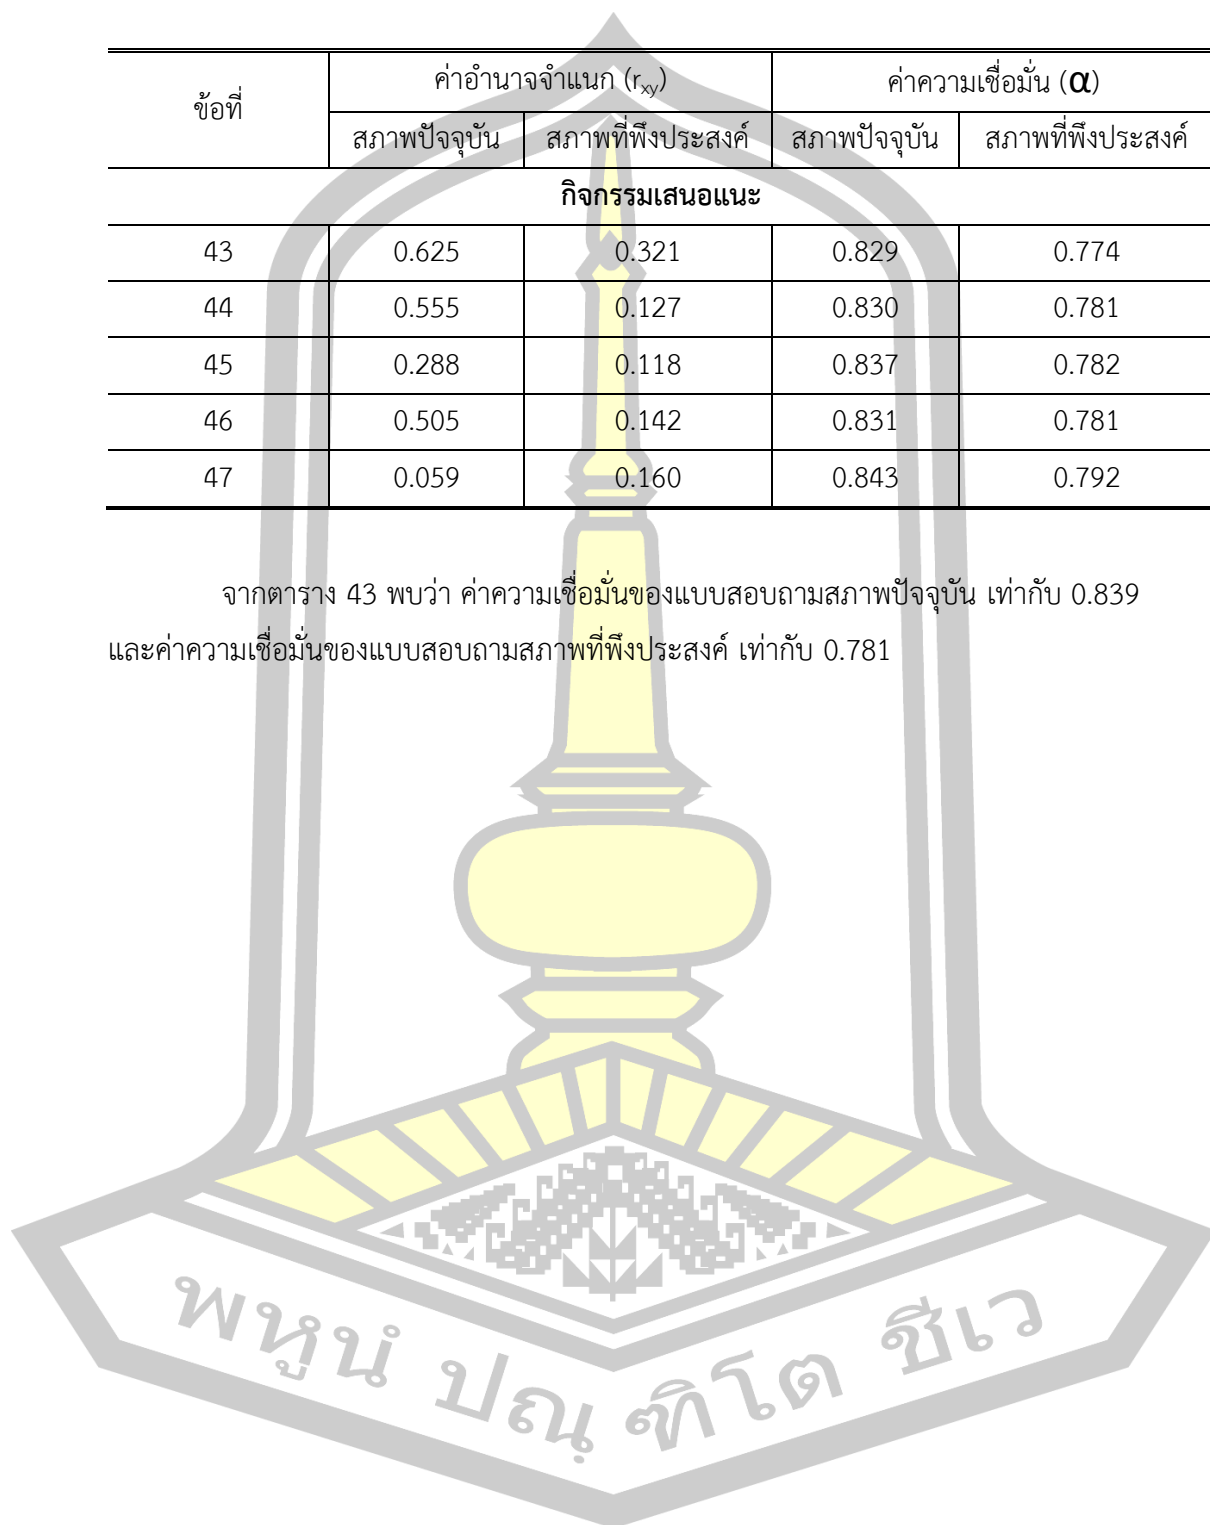 ข้อที่ ค่าอำนาจจำแนก (rxy) ค่าความเชื่อมั่น (α)
สภาพปัจจุบัน สภาพที่พึงประสงค์ สภาพปัจจุบัน สภาพที่พึงประสงค์
กิจกรรมเสนอแนะ
43 0.625 0.321 0.829 0.774
44 0.555 0.127 0.830 0.781
45 0.288 0.118 0.837 0.782
46 0.505 0.142 0.831 0.781
47 0.059 0.160 0.843 0.792
จากตาราง 43 พบว่า ค่าความเชื่อมั่นของแบบสอบถามสภาพปัจจุบัน เท่ากับ 0.839
และค่าความเชื่อมั่นของแบบสอบถามสภาพที่พึงประสงค์ เท่ากับ 0.781
พหูนํ ปณฺฑิโต ชีเว